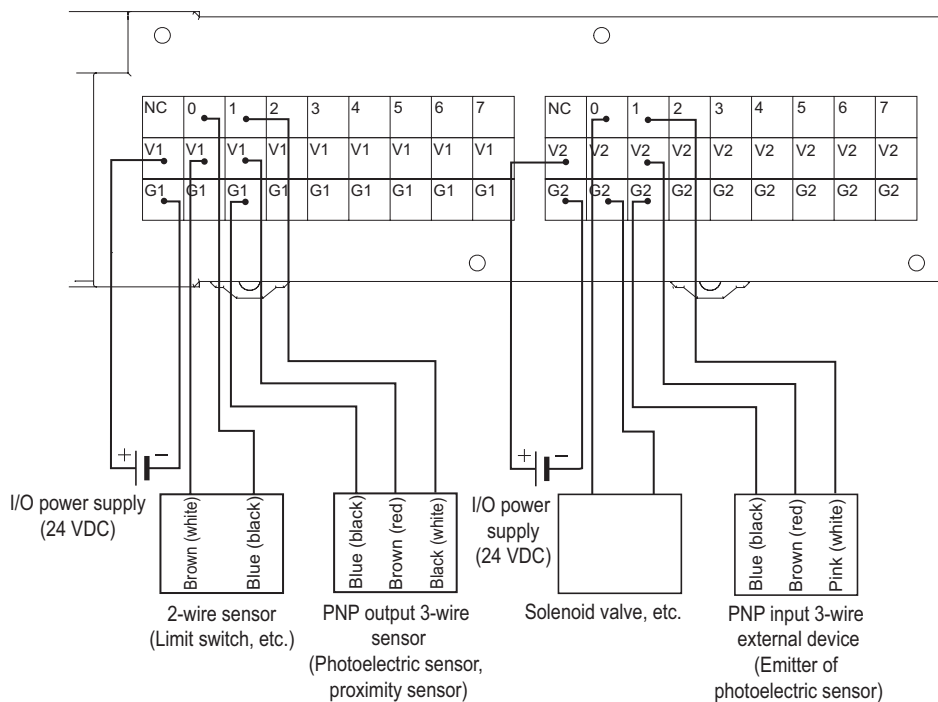 NC 0 1 2 3 4 5 6 7
V1 V1 V1 V1 V1 V1 V1 V1 V1
G1 G1 G1 G1 G1 G1 G1 G1 G1
NC 0 1 2 3 4 5 6 7
V2 V2 V2 V2 V2 V2 V2 V2 V2
G2 G2 G2 G2 G2 G2 G2 G2 G2
+ −
I/O power supply
(24 VDC)
Brown (white)
Blue (black)
2-wire sensor
(Limit switch, etc.)
Blue (black)
Brown (red)
Black (white)
PNP output 3-wire
sensor
(Photoelectric sensor,
proximity sensor)
+ −
I/O power
supply
(24 VDC)
Solenoid valve, etc.
Blue (black)
Brown (red)
Pink (white)
PNP input 3-wire
external device
(Emitter of
photoelectric sensor)